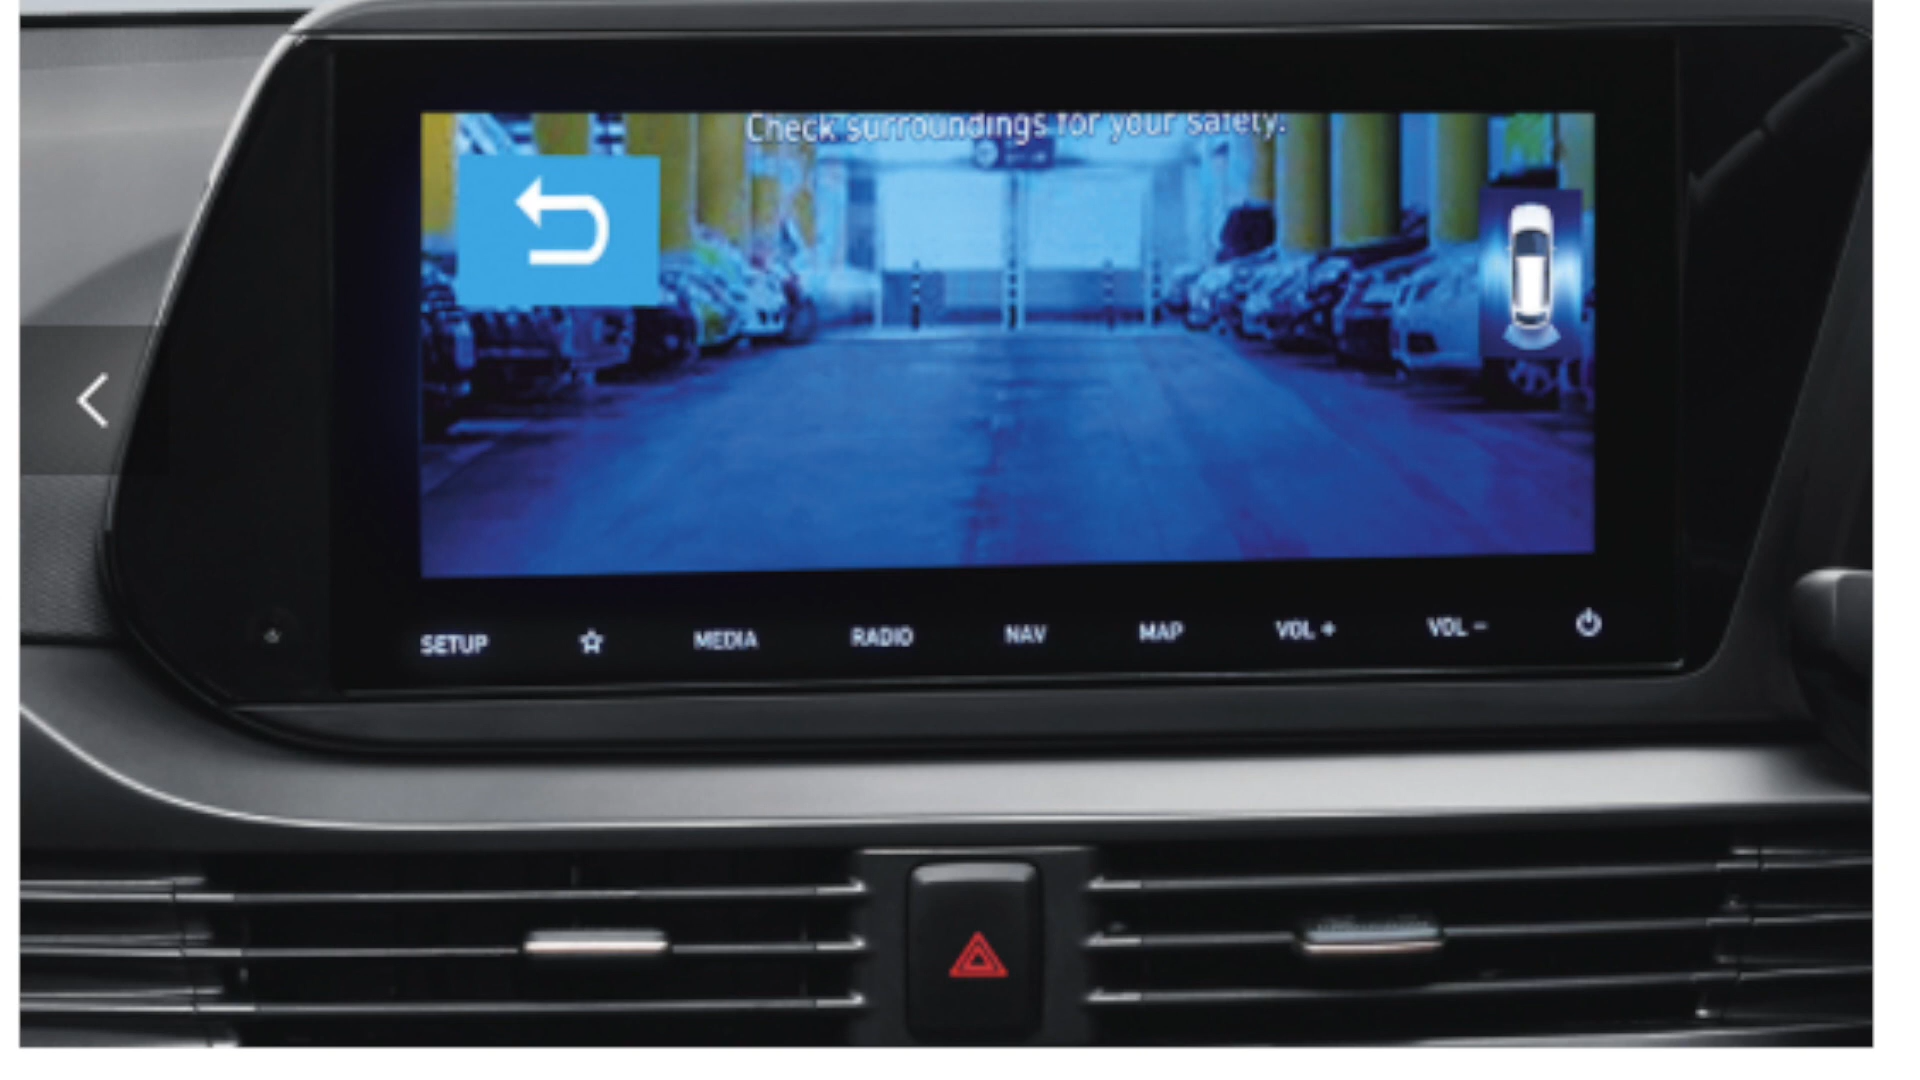 Check surroundings for your safety.
SETUP MEDIA RADIO NAV MAP VOL + VOL -